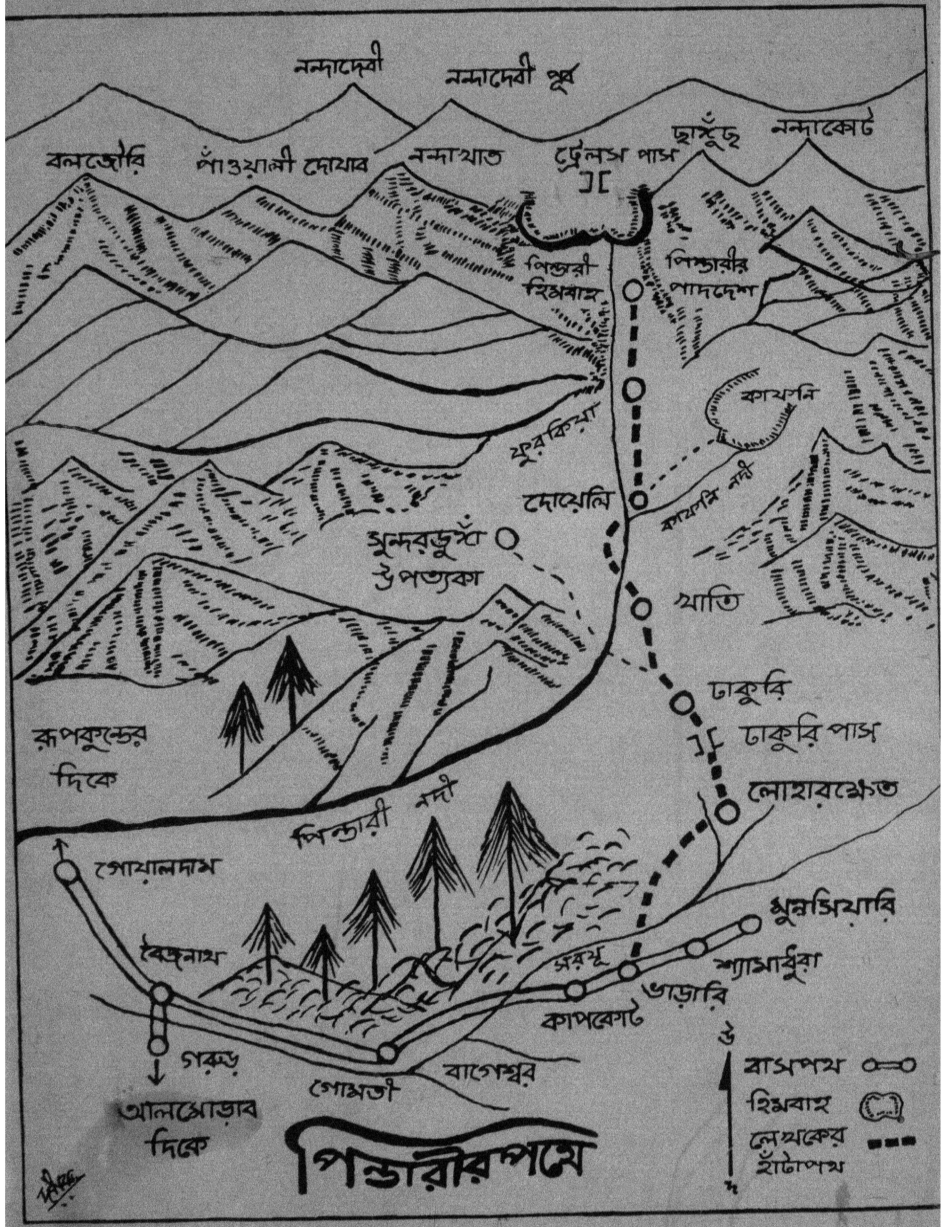 নন্দাদেবী
নন্দাদেবী পূর্ব
বলজৌরি
পাঁওয়ালী দোয়াব
নন্দাখাত
ট্রেলস পাস
ছাঙ্গুঁছ
নন্দাকোট
পিন্ডারী
হিমবাহ
পিন্ডারীর
পাদদেশ
কাফনি
ফুরকিয়া
দোয়েলি
কাফনি নদী
সুন্দরডুঙ্গাঁ
উপত্যকা
খাতি
ঢাকুরি
ঢাকুরি পাস
রূপকুন্ডের
দিকে
লোহারক্ষেত
পিন্ডারী নদী
গোয়ালদাম
মুন্সিয়ারি
বৈজনাথ
সরযূ
শ্যামাধুরা
ভাড়ারি
কাপকোট
গরুড়
বাগেশ্বর
গোমতী
আলমোড়ার
দিকে
উ
দ
বাসপথ
হিমবাহ
লেখকের
হাঁটাপথ
পিন্ডারীর পথে